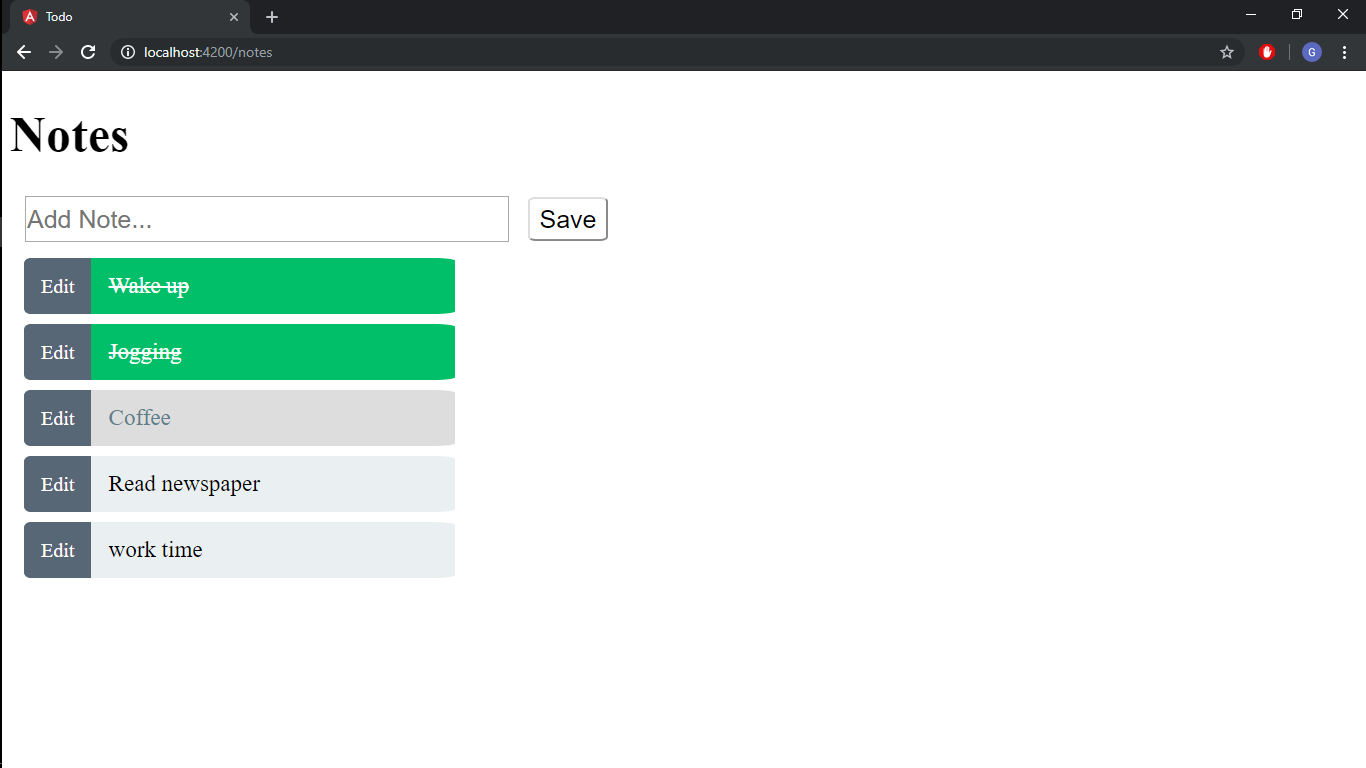 Todo
localhost:4200/notes
G
Notes
Add Note... Save
Edit Wake up
Edit Jogging
Edit Coffee
Edit Read newspaper
Edit work time